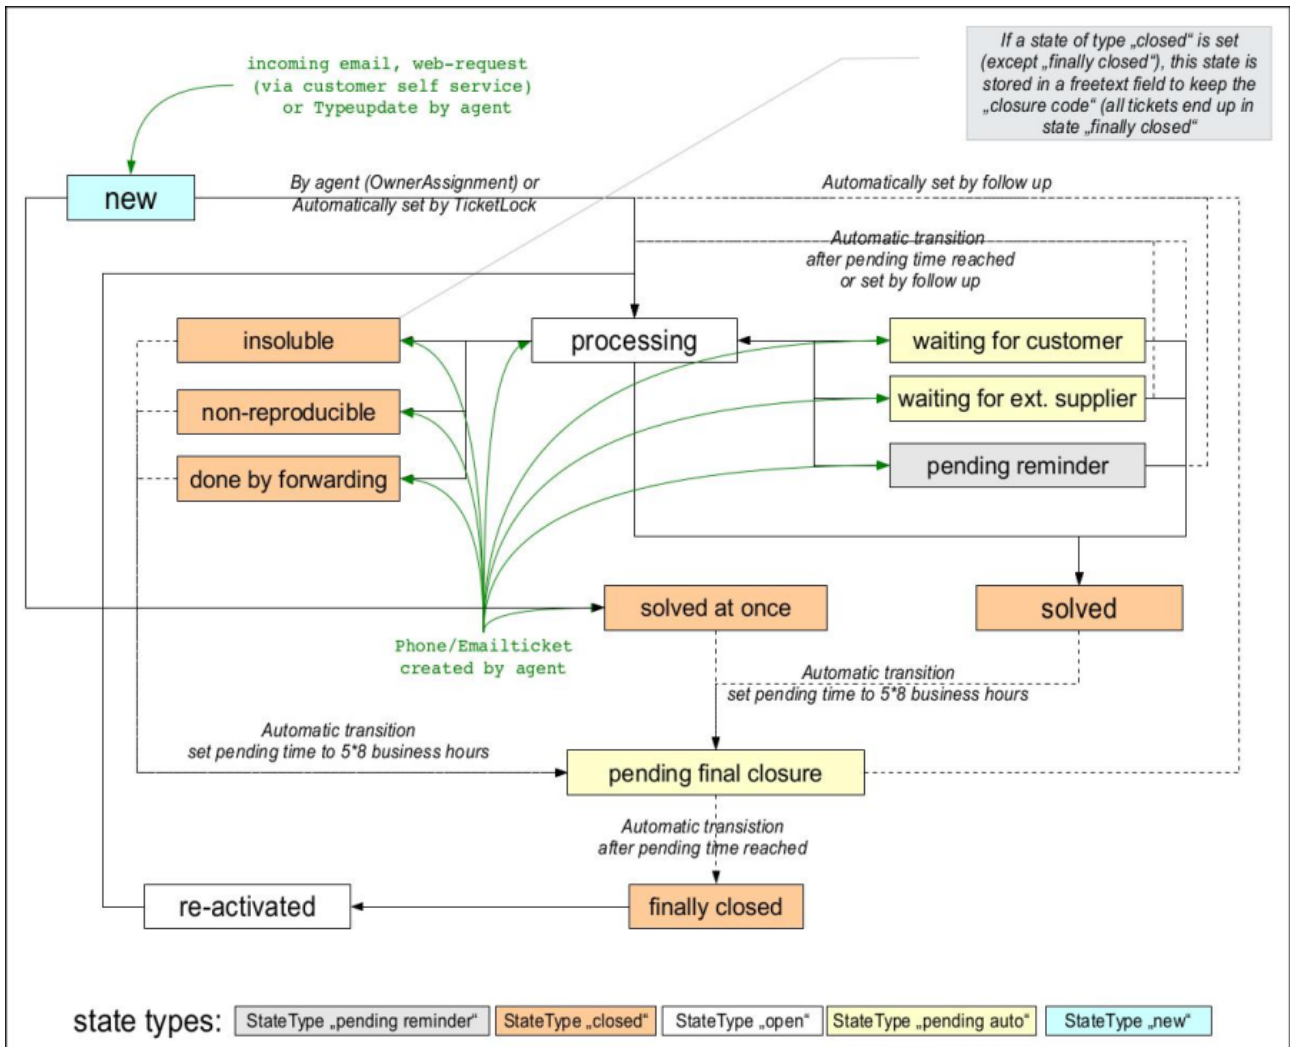 incoming email, web-request
(via customer self service)
or Typeupdate by agent
If a state of type „closed“ is set
(except „finally closed“), this state is
stored in a freetext field to keep the
„closure code“ (all tickets end up in
state „finally closed“
new
By agent (OwnerAssignment) or
Automatically set by TicketLock
Automatically set by follow up
Automatic transition
after pending time reached
or set by follow up
insoluble
processing
waiting for customer
non-reproducible
waiting for ext. supplier
done by forwarding
pending reminder
solved at once
solved
Phone/Emailticket
created by agent
Automatic transition
set pending time to 5*8 business hours
Automatic transition
set pending time to 5*8 business hours
pending final closure
Automatic transistion
after pending time reached
re-activated
finally closed
state types:
StateType „pending reminder“
StateType „closed“
StateType „open“
StateType „pending auto“
StateType „new“